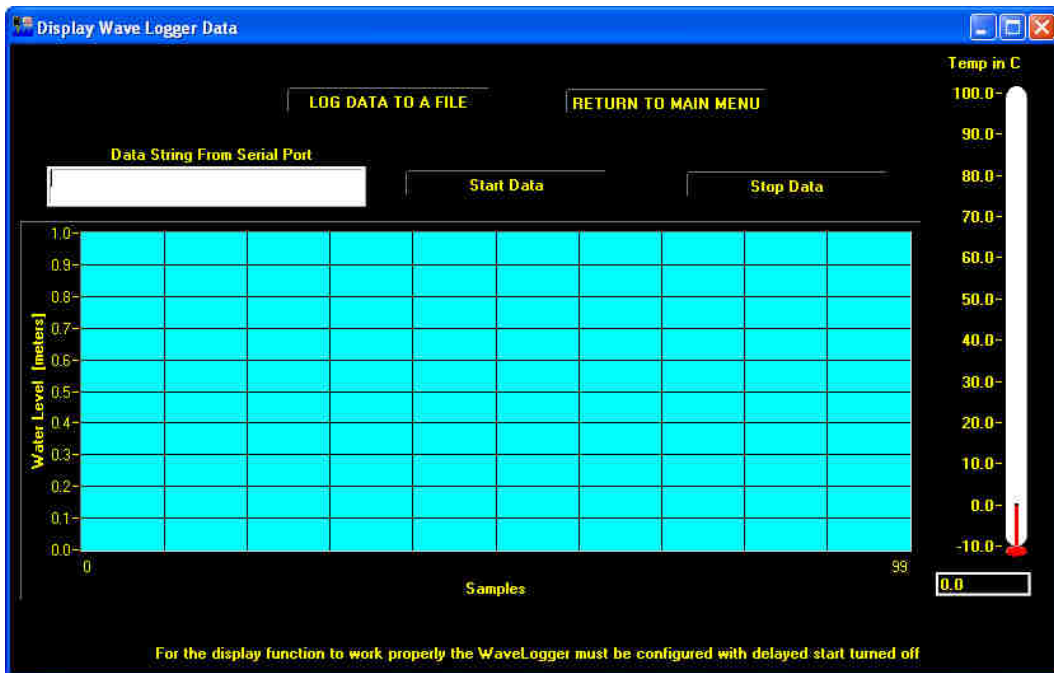 Display Wave Logger Data
Temp in C
LOG DATA TO A FILE
RETURN TO MAIN MENU
Data String From Serial Port
Start Data
Stop Data
100.0
90.0
80.0
70.0
60.0
50.0
40.0
30.0
20.0
10.0
0.0
-10.0
0.0
Water Level [meters]
1.0
0.9
0.8
0.7
0.6
0.5
0.4
0.3
0.2
0.1
0.0
0
99
Samples
For the display function to work properly the WaveLogger must be configured with delayed start turned off